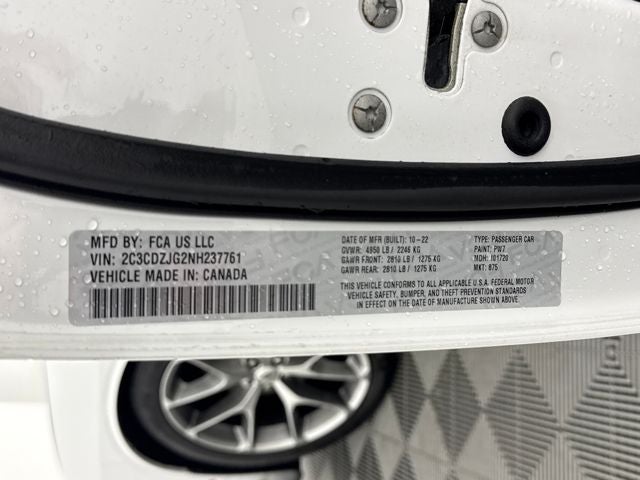 MFD BY: FCA US LLC
VIN: 2C3CDZJG2NH237761
VEHICLE MADE IN: CANADA
DATE OF MFR (BUILT): 10-22
GVWR: 4950 LB / 2246 KG
GAWR FRONT: 2810 LB / 1275 KG
GAWR REAR: 2810 LB / 1275 KG
TYPE: PASSENGER CAR
PAINT: PW7
MDH: 101720
MKT: 875
THIS VEHICLE CONFORMS TO ALL APPLICABLE U.S.A. FEDERAL MOTOR
VEHICLE SAFETY, BUMPER, AND THEFT PREVENTION STANDARDS
IN EFFECT ON THE DATE OF MANUFACTURE SHOWN ABOVE